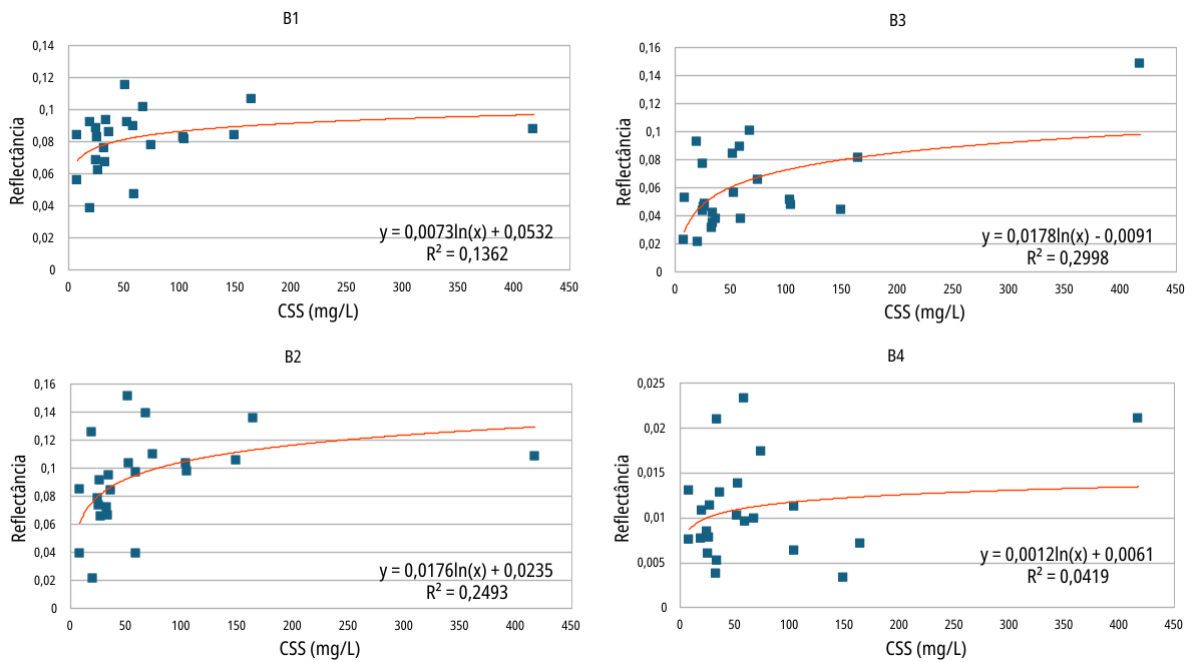 B1
Reflectância
0,14
0,12
0,1
0,08
0,06
0,04
0,02
0
y = 0,0073ln(x) + 0,0532
R² = 0,1362
0 50 100 150 200 250 300 350 400 450
CSS (mg/L)
B3
Reflectância
0,16
0,14
0,12
0,1
0,08
0,06
0,04
0,02
0
y = 0,0178ln(x) - 0,0091
R² = 0,2998
0 50 100 150 200 250 300 350 400 450
CSS (mg/L)
B2
Reflectância
0,16
0,14
0,12
0,1
0,08
0,06
0,04
0,02
0
y = 0,0176ln(x) + 0,0235
R² = 0,2493
0 50 100 150 200 250 300 350 400 450
CSS (mg/L)
B4
Reflectância
0,025
0,02
0,015
0,01
0,005
0
y = 0,0012ln(x) + 0,0061
R² = 0,0419
0 50 100 150 200 250 300 350 400 450
CSS (mg/L)